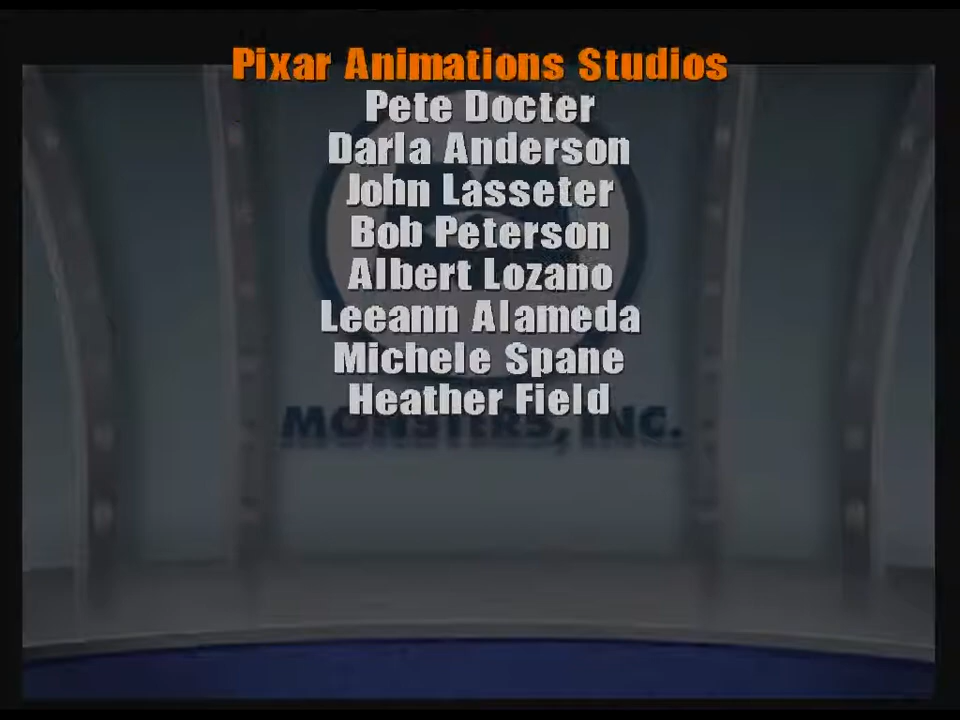 Pixar Animations Studios
Pete Docter
Darla Anderson
John Lasseter
Bob Peterson
Albert Lozano
Leeann Alameda
Michele Spane
Heather Field
MONSTERS, INC.